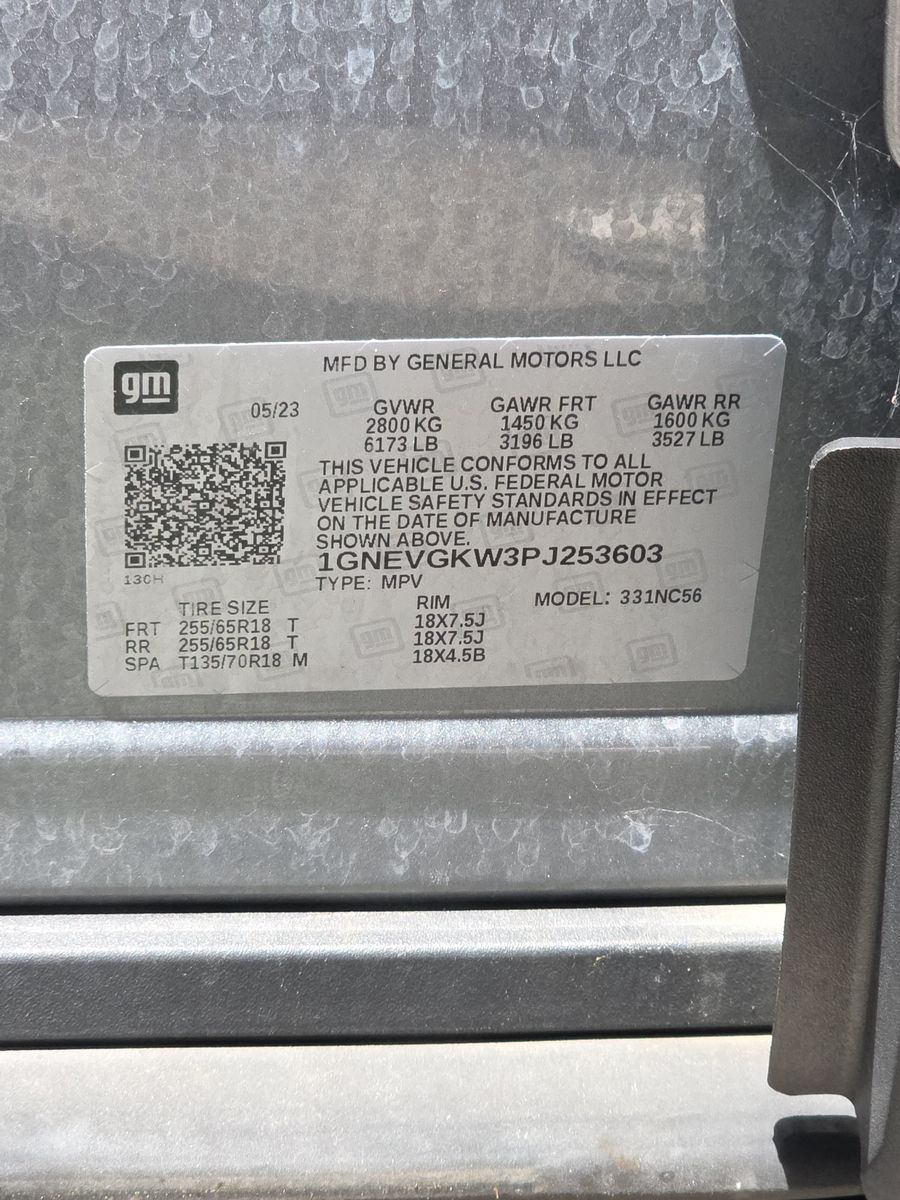 gm
MFD BY GENERAL MOTORS LLC
05/23
GVWR GAWR FRT GAWR RR
2800 KG 1450 KG 1600 KG
6173 LB 3196 LB 3527 LB
THIS VEHICLE CONFORMS TO ALL
APPLICABLE U.S. FEDERAL MOTOR
VEHICLE SAFETY STANDARDS IN EFFECT
ON THE DATE OF MANUFACTURE
SHOWN ABOVE.
1GNEVGKW3PJ253603
13CH
TYPE: MPV
TIRE SIZE RIM MODEL: 331NC56
FRT 255/65R18 T 18X7.5J
RR 255/65R18 T 18X7.5J
SPA T135/70R18 M 18X4.5B